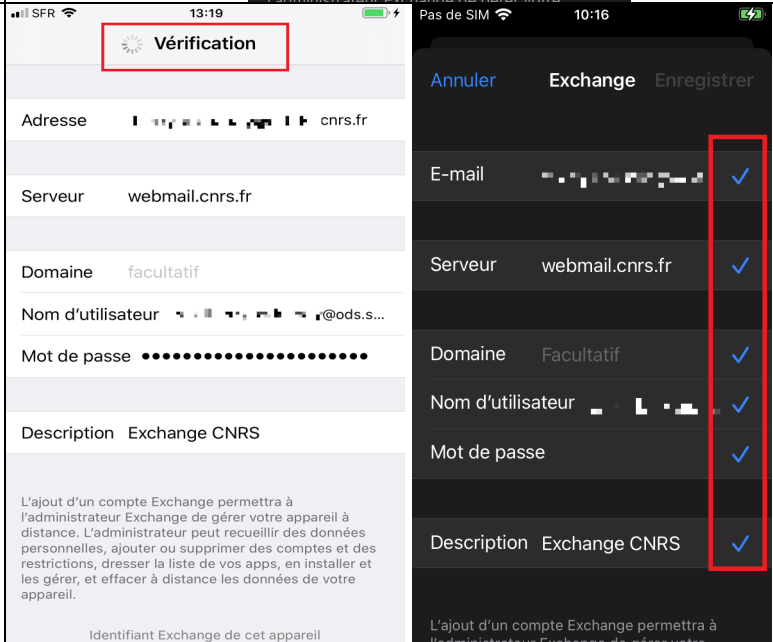 SFR 13:19
Vérification
Adresse cnrs.fr
Serveur webmail.cnrs.fr
Domaine facultatif
Nom d'utilisateur @ods.s...
Mot de passe ●●●●●●●●●●●●●●●●●●●●●●
Description Exchange CNRS
L'ajout d'un compte Exchange permettra à
l'administrateur Exchange de gérer votre appareil à
distance. L'administrateur peut recueillir des données
personnelles, ajouter ou supprimer des comptes et des
restrictions, dresser la liste de vos apps, en installer et
les gérer, et effacer à distance les données de votre
appareil.
Identifiant Exchange de cet appareil
Pas de SIM 10:16
Annuler Exchange Enregistrer
E-mail
Serveur webmail.cnrs.fr
Domaine Facultatif
Nom d'utilisateur
Mot de passe
Description Exchange CNRS
L'ajout d'un compte Exchange permettra à
l'administrateur Exchange de gérer votre